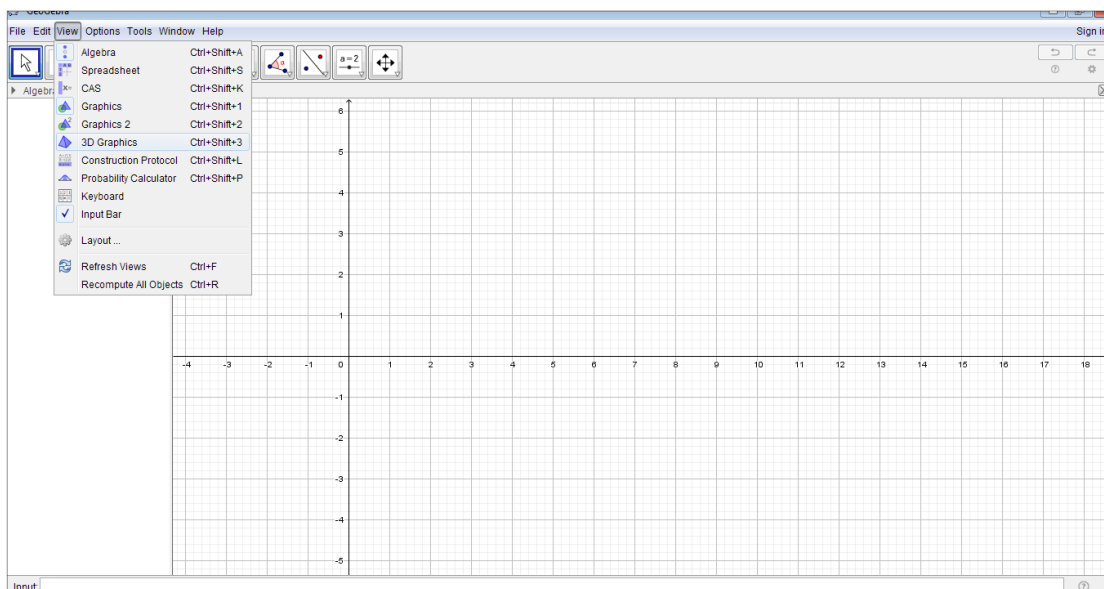 GeoGebra
File Edit View Options Tools Window Help Sign in
a=2
Algebra Ctrl+Shift+A
Spreadsheet Ctrl+Shift+S
CAS Ctrl+Shift+K
Graphics Ctrl+Shift+1
Graphics 2 Ctrl+Shift+2
3D Graphics Ctrl+Shift+3
Construction Protocol Ctrl+Shift+L
Probability Calculator Ctrl+Shift+P
Keyboard
Input Bar
Layout ...
Refresh Views Ctrl+F
Recompute All Objects Ctrl+R
6
5
4
3
2
1
-4 -3 -2 -1 0 1 2 3 4 5 6 7 8 9 10 11 12 13 14 15 16 17 18
-1
-2
-3
-4
-5
Input: